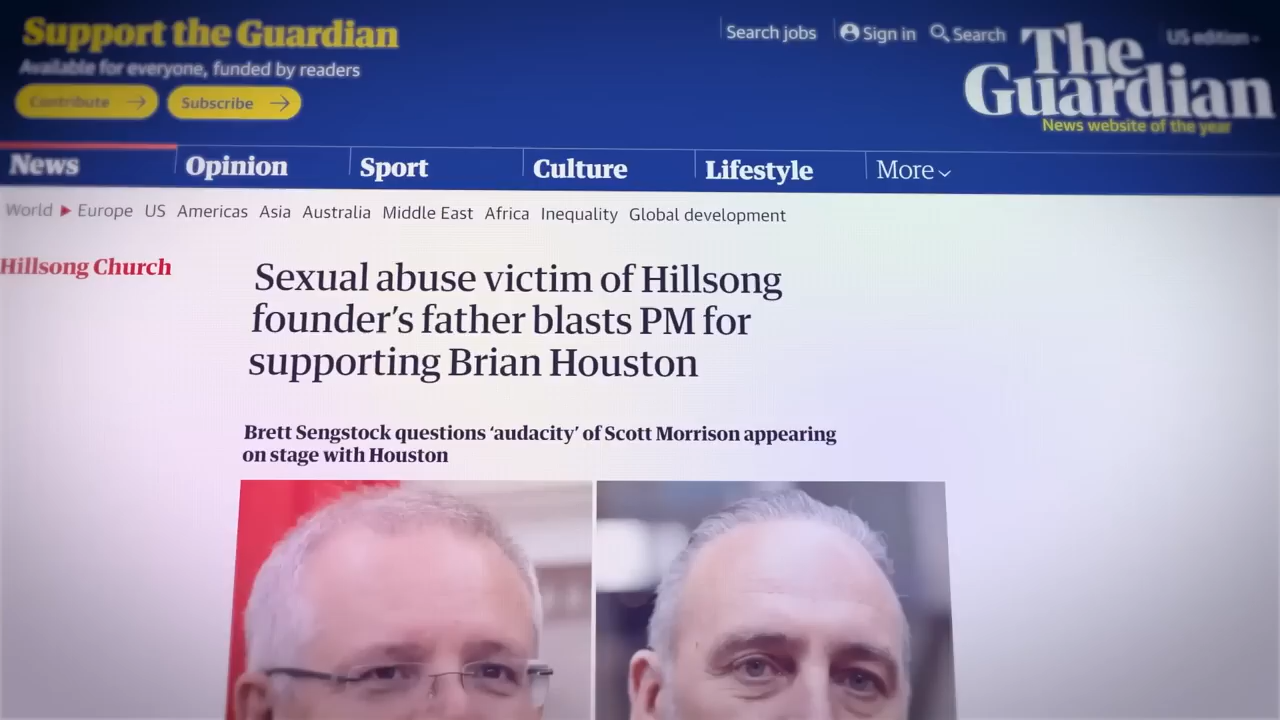 Support the Guardian
Available for everyone, funded by readers
Contribute →
Subscribe →
Search jobs
Sign in
Search
US edition
The
Guardian
News website of the year
News
Opinion
Sport
Culture
Lifestyle
More
World
Europe US Americas Asia Australia Middle East Africa Inequality Global development
Hillsong Church
Sexual abuse victim of Hillsong
founder’s father blasts PM for
supporting Brian Houston
Brett Sengstock questions ‘audacity’ of Scott Morrison appearing
on stage with Houston